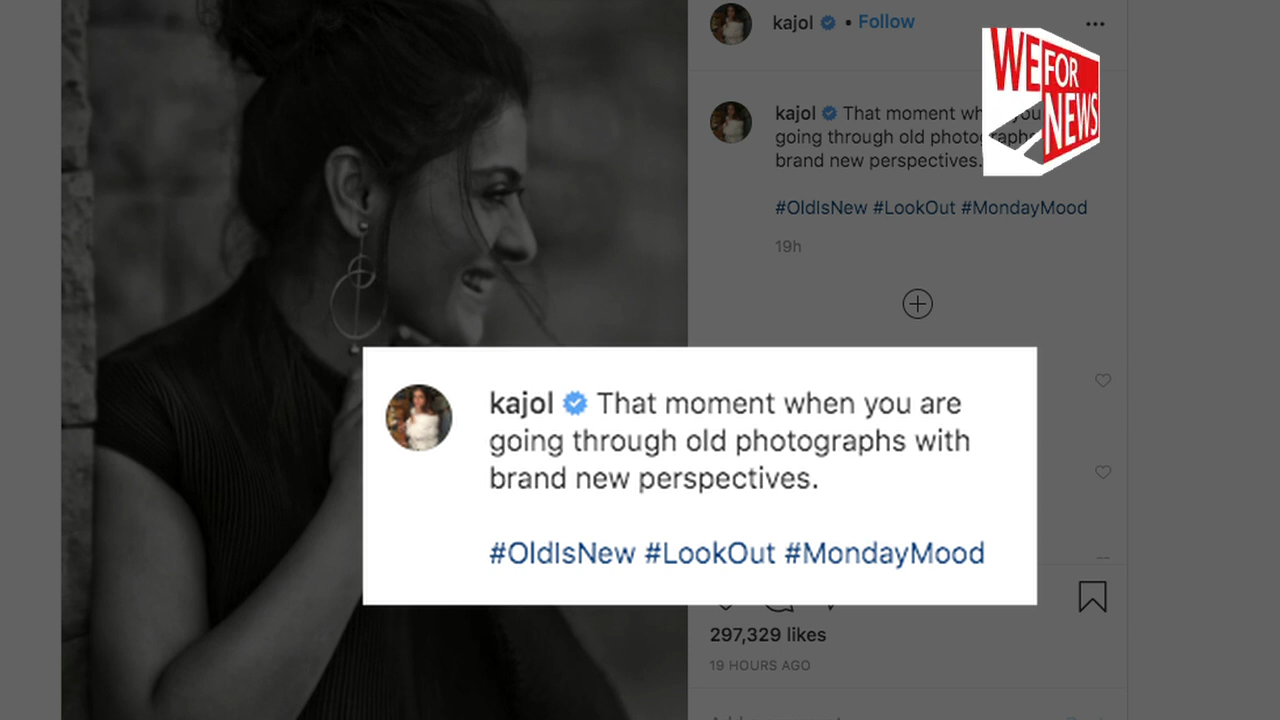 kajol • Follow
WE FOR NEWS
kajol That moment wh you
going through old photographs
brand new perspectives.
#OldIsNew #LookOut #MondayMood
19h
kajol That moment when you are
going through old photographs with
brand new perspectives.
#OldIsNew #LookOut #MondayMood
297,329 likes
19 HOURS AGO